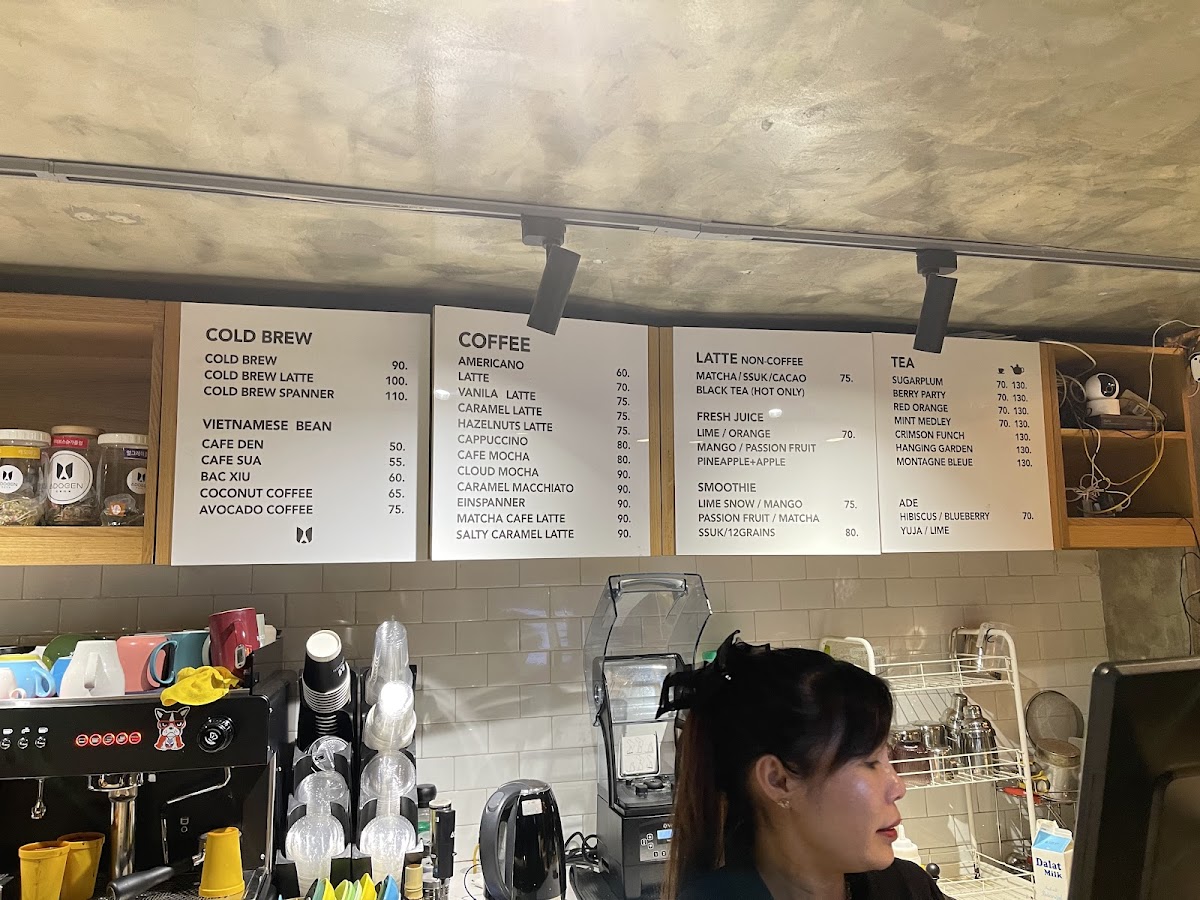 COLD BREW
COLD BREW 90.
COLD BREW LATTE 100.
COLD BREW SPANNER 110.
VIETNAMESE BEAN
CAFE DEN 50.
CAFE SUA 55.
BAC XIU 60.
COCONUT COFFEE 65.
AVOCADO COFFEE 75.
COFFEE
AMERICANO 60.
LATTE 70.
VANILA LATTE 75.
CARAMEL LATTE 75.
HAZELNUTS LATTE 75.
CAPPUCCINO 80.
CAFE MOCHA 80.
CLOUD MOCHA 90.
CARAMEL MACCHIATO 90.
EINSPANNER 90.
MATCHA CAFE LATTE 90.
SALTY CARAMEL LATTE 90.
LATTE NON-COFFEE
MATCHA / SSUK / CACAO 75.
BLACK TEA (HOT ONLY)
FRESH JUICE
LIME / ORANGE 70.
MANGO / PASSION FRUIT
PINEAPPLE+APPLE
SMOOTHIE
LIME SNOW / MANGO 75.
PASSION FRUIT / MATCHA
SSUK/12GRAINS 80.
TEA
SUGARPLUM 70. 130.
BERRY PARTY 70. 130.
RED ORANGE 70. 130.
MINT MEDLEY 70. 130.
CRIMSON FUNCH 130.
HANGING GARDEN 130.
MONTAGNE BLEUE 130.
ADE
HIBISCUS / BLUEBERRY 70.
YUJA / LIME
Dalat
Milk